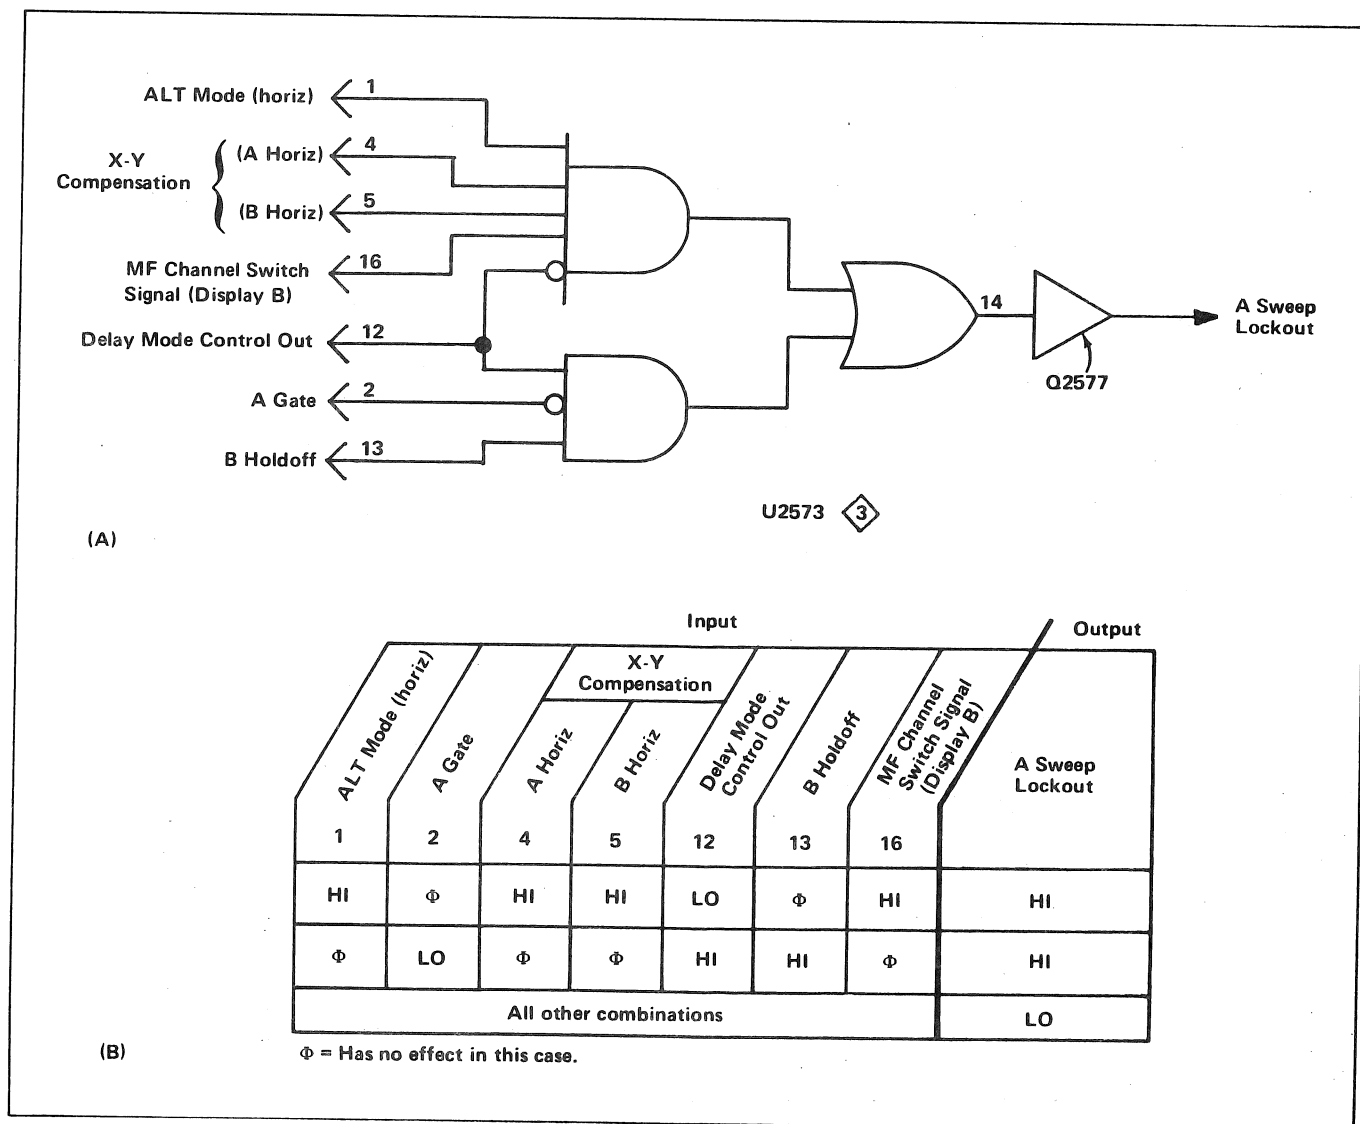 ALT Mode (horiz)
1
X-Y
Compensation
(A Horiz)
4
(B Horiz)
5
MF Channel Switch
Signal (Display B)
16
Delay Mode Control Out
12
A Gate
2
B Holdoff
13
14
A Sweep
Lockout
Q2577
U2573
3
(A)
Input
Output
ALT Mode (horiz)
A Gate
X-Y
Compensation
A Horiz
B Horiz
Delay Mode
Control Out
B Holdoff
MF Channel
Switch Signal
(Display B)
A Sweep
Lockout
1 2 4 5 12 13 16
HI Φ HI HI LO Φ HI HI
Φ LO Φ Φ HI HI Φ HI
All other combinations LO
(B)
Φ = Has no effect in this case.